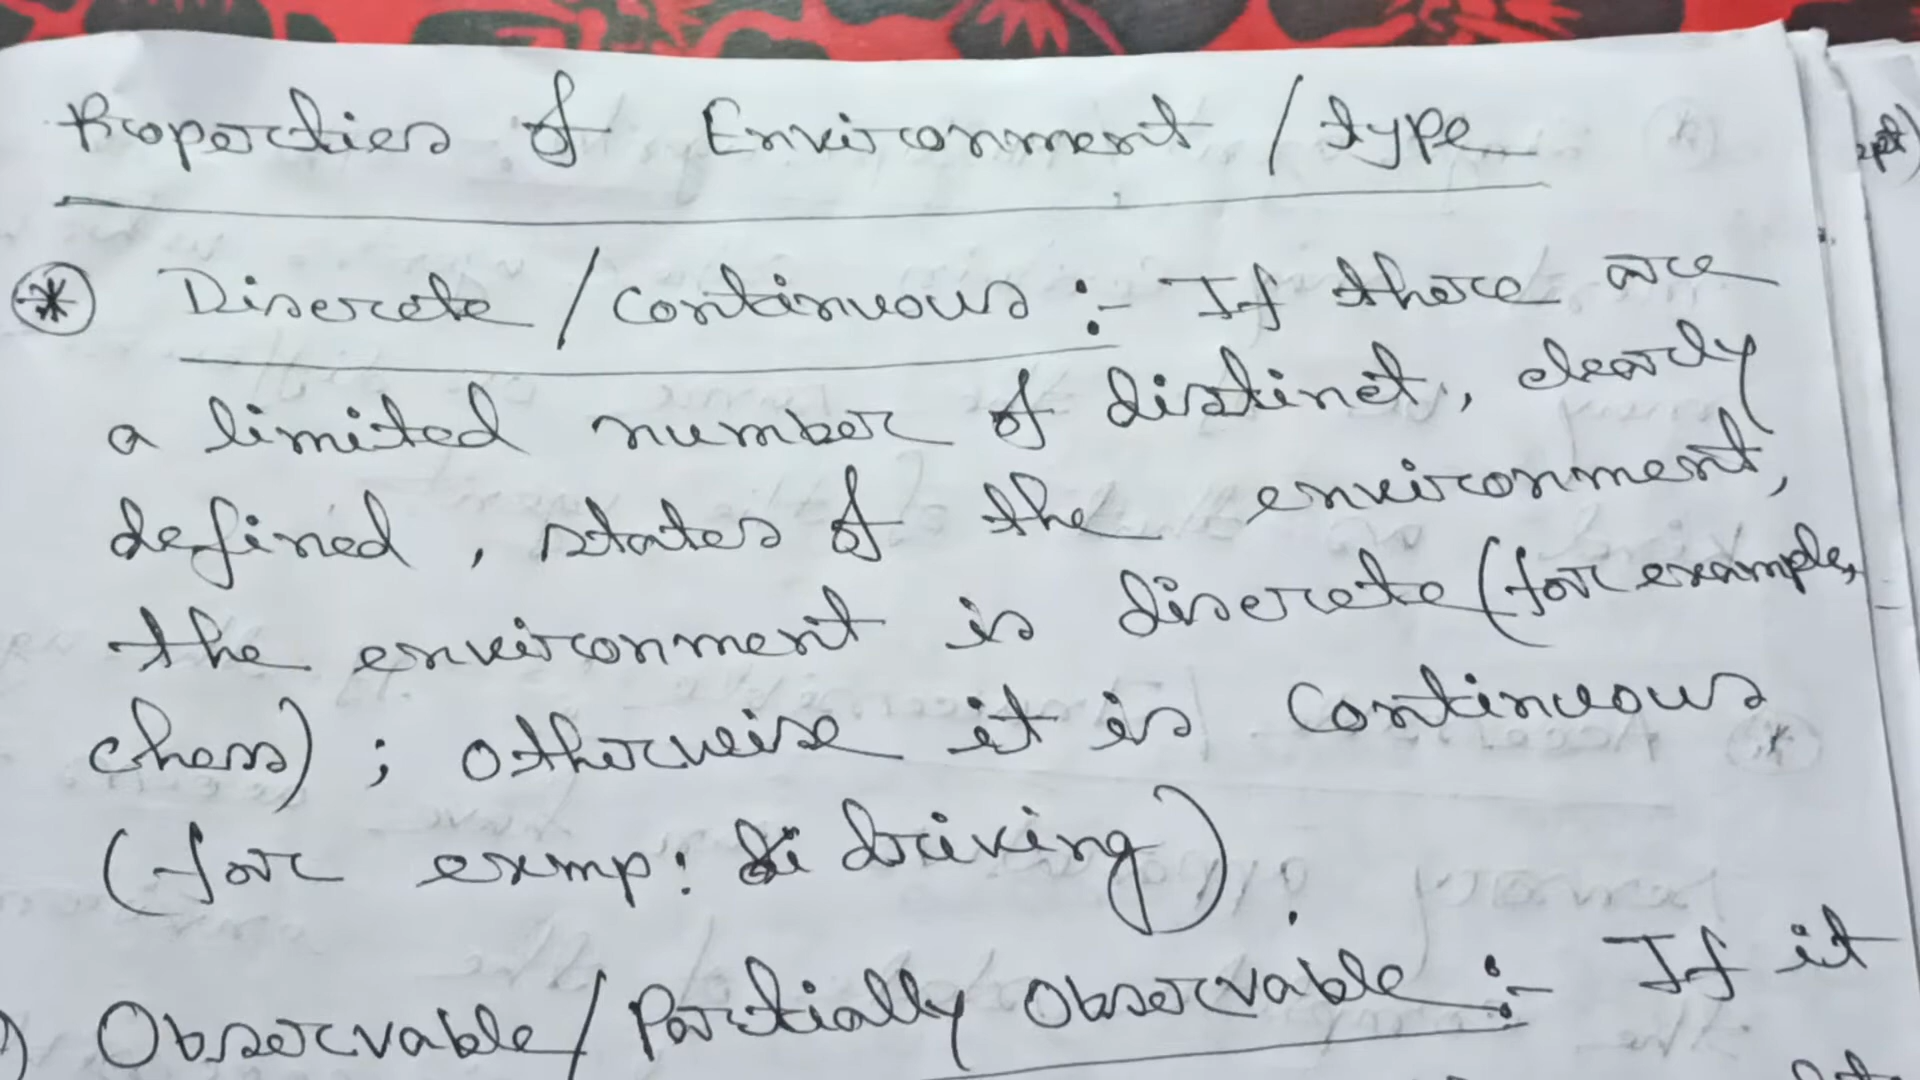 Properties of Environment / type
* Discrete / continuous :- If there are
a limited number of distinct, clearly
defined, states of the environment,
the environment is discrete (for example,
chess) ; otherwise it is continuous
(for exmp: driving)
Observable / Partially Observable :- If it